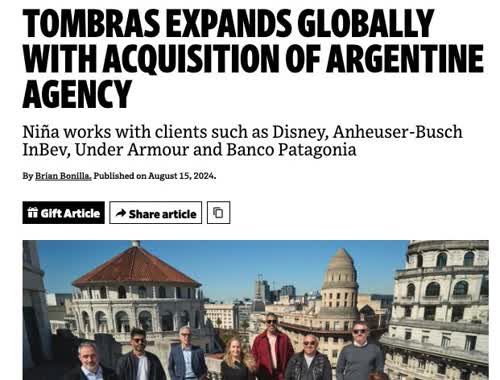 TOMBRAS EXPANDS GLOBALLY
WITH ACQUISITION OF ARGENTINE
AGENCY
Niña works with clients such as Disney, Anheuser-Busch
InBev, Under Armour and Banco Patagonia
By Brian Bonilla. Published on August 15, 2024.
Gift Article
Share article